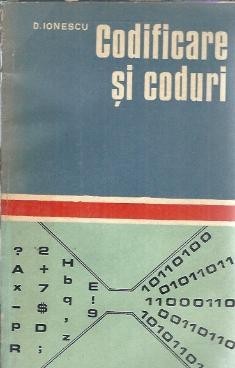 D. IONESCU
Codificare
și coduri
? 2 H
A + b E
x 7 q !
– $ ' 9
P D z
R ;
10110100
01011011
11000110
00110110
10101101